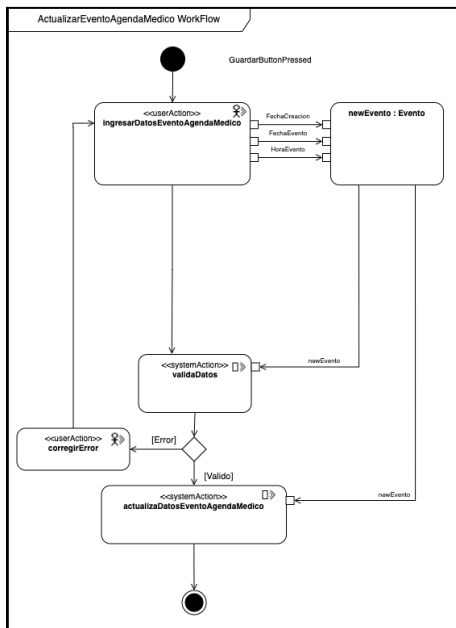 ActualizarEventoAgendaMedico WorkFlow
GuardarButtonPressed
<<userAction>>
ingresarDatosEventoAgendaMedico
FechaCreacion
FechaEvento
HoraEvento
newEvento : Evento
<<systemAction>>
validaDatos
newEvento
[Error]
<<userAction>>
corregirError
[Valido]
<<systemAction>>
actualizaDatosEventoAgendaMedico
newEvento